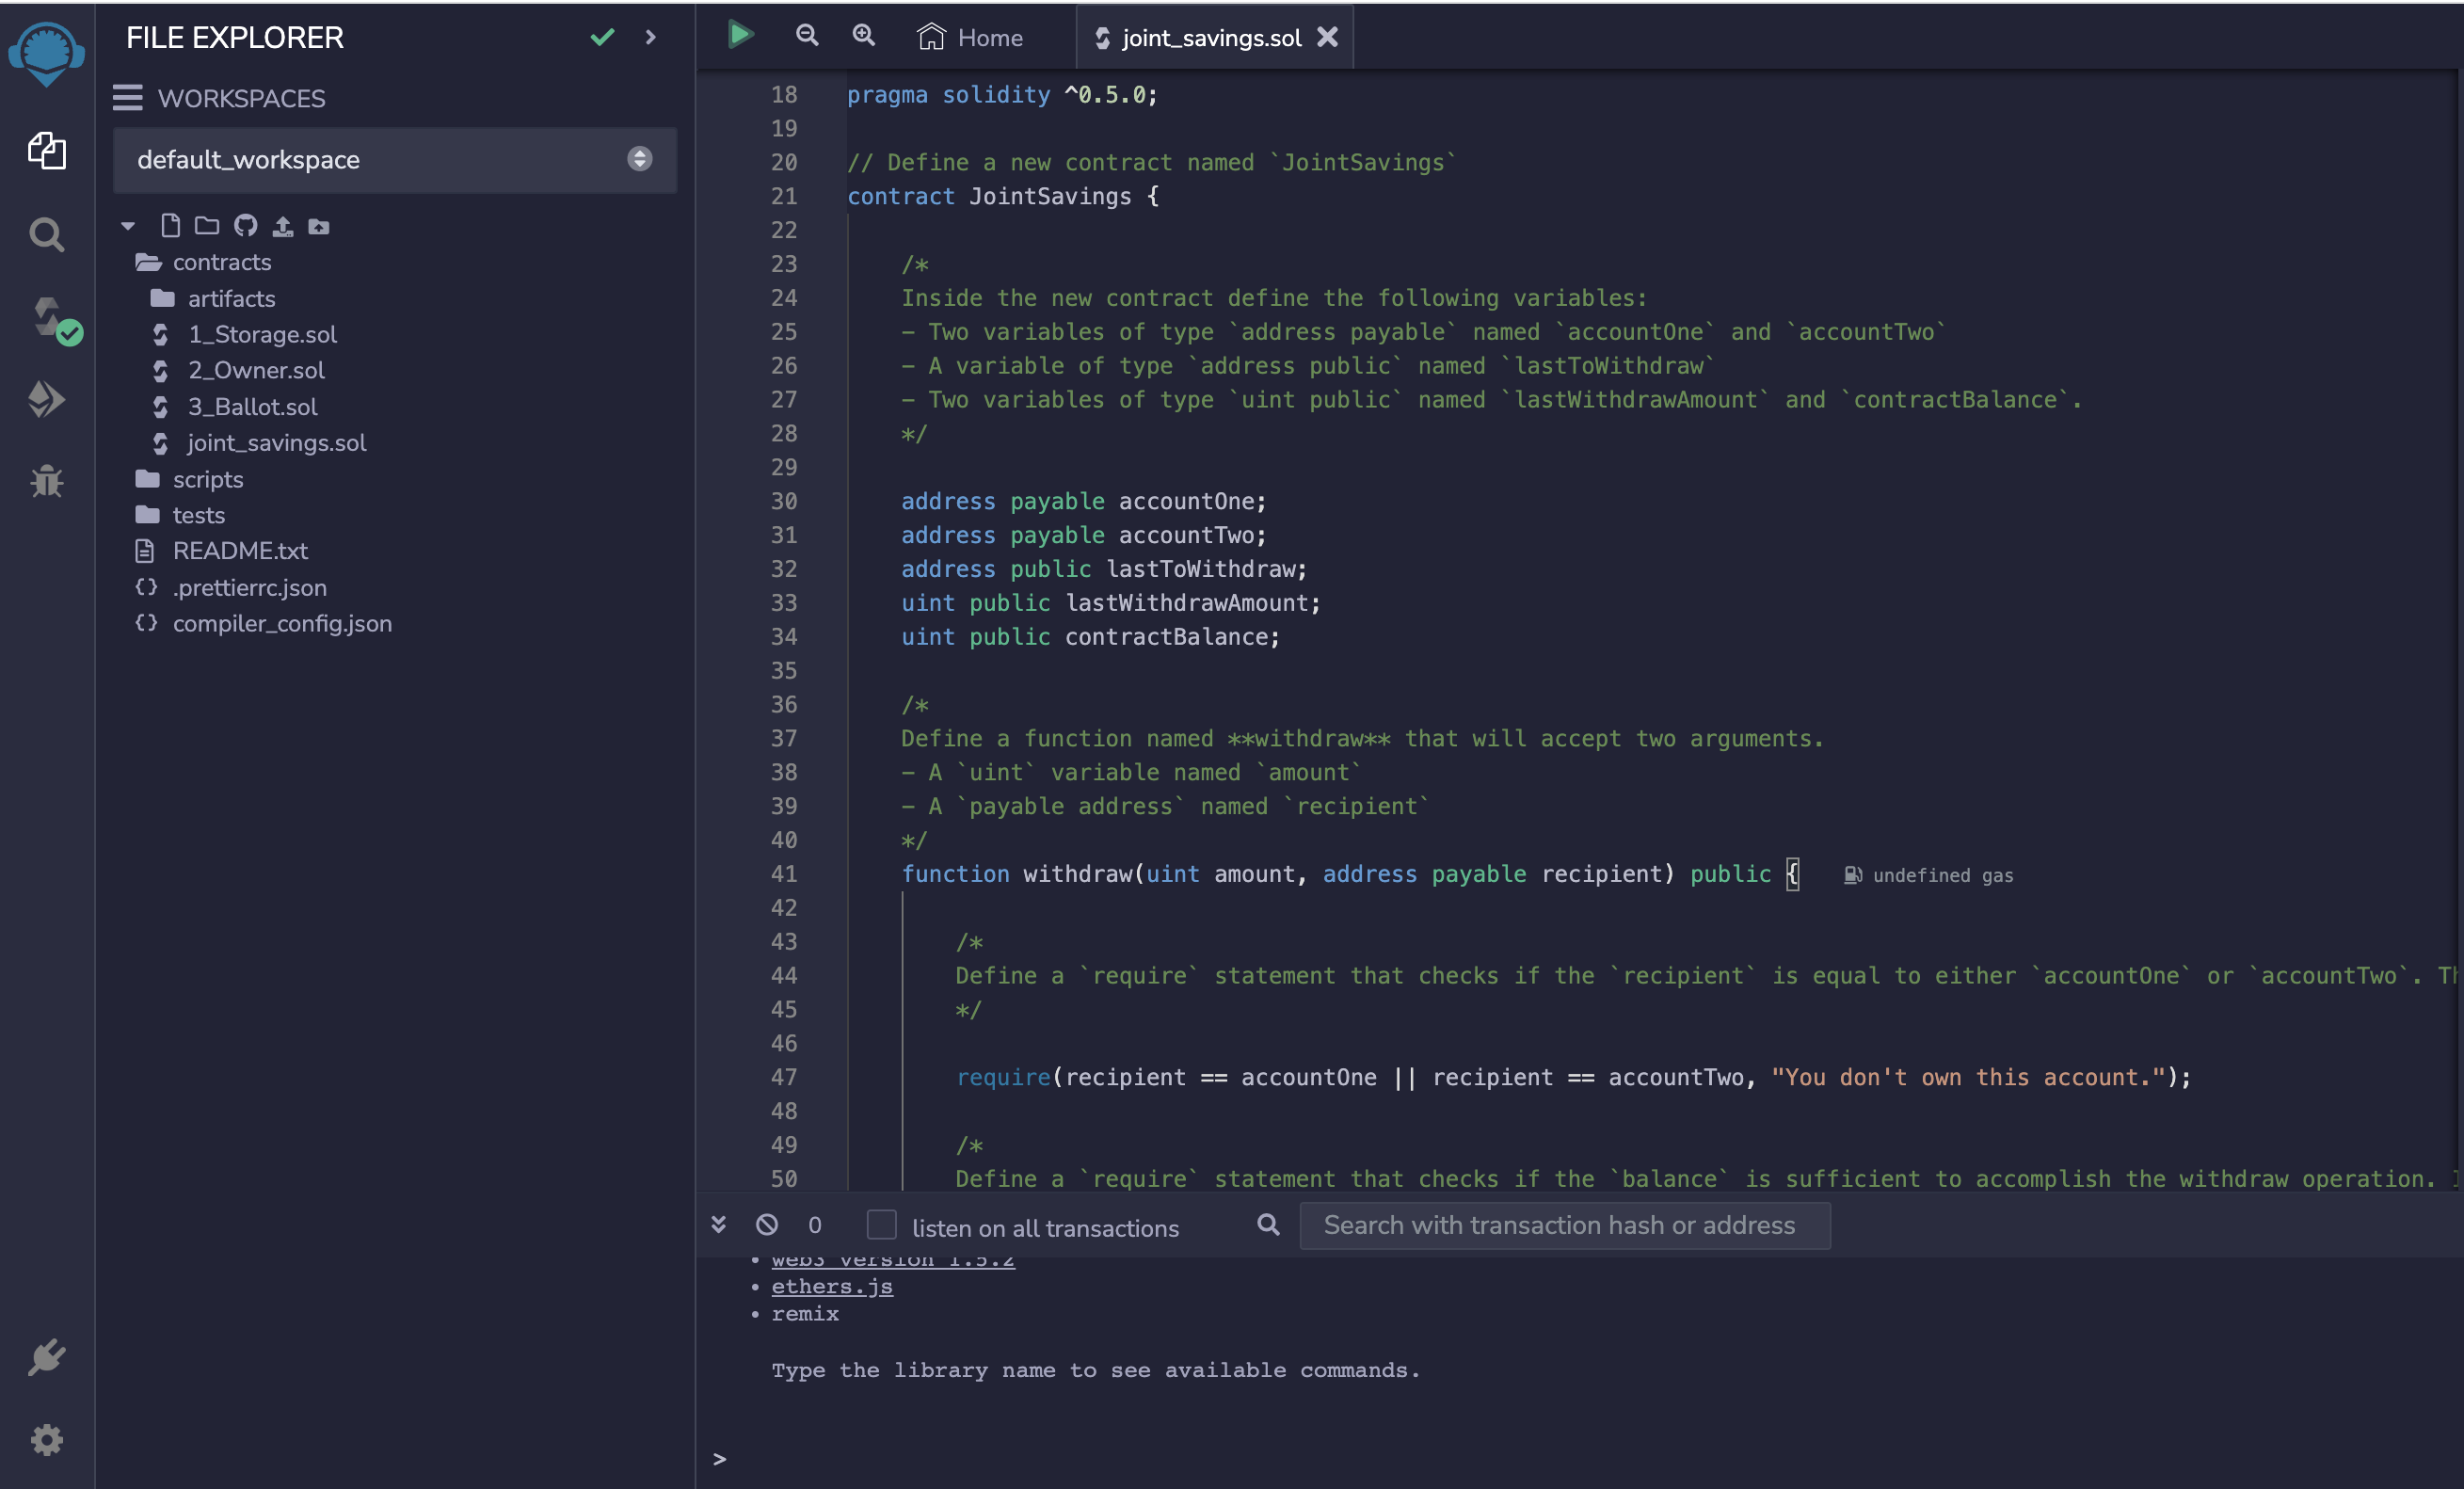 FILE EXPLORER
WORKSPACES
default_workspace
contracts
artifacts
1_Storage.sol
2_Owner.sol
3_Ballot.sol
joint_savings.sol
scripts
tests
README.txt
.prettierrc.json
compiler_config.json
Home
joint_savings.sol
18 pragma solidity ^0.5.0;
19
20 // Define a new contract named `JointSavings`
21 contract JointSavings {
22
23 /*
24 Inside the new contract define the following variables:
25 - Two variables of type `address payable` named `accountOne` and `accountTwo`
26 - A variable of type `address public` named `lastToWithdraw`
27 - Two variables of type `uint public` named `lastWithdrawAmount` and `contractBalance`.
28 */
29
30 address payable accountOne;
31 address payable accountTwo;
32 address public lastToWithdraw;
33 uint public lastWithdrawAmount;
34 uint public contractBalance;
35
36 /*
37 Define a function named **withdraw** that will accept two arguments.
38 - A `uint` variable named `amount`
39 - A `payable address` named `recipient`
40 */
41 function withdraw(uint amount, address payable recipient) public { undefined gas
42
43 /*
44 Define a `require` statement that checks if the `recipient` is equal to either `accountOne` or `accountTwo`.
45 */
46
47 require(recipient == accountOne || recipient == accountTwo, "You don't own this account.");
48
49 /*
50 Define a `require` statement that checks if the `balance` is sufficient to accomplish the withdraw operation.
0
listen on all transactions
Search with transaction hash or address
• web3 version 1.5.2
• ethers.js
• remix
Type the library name to see available commands.
>